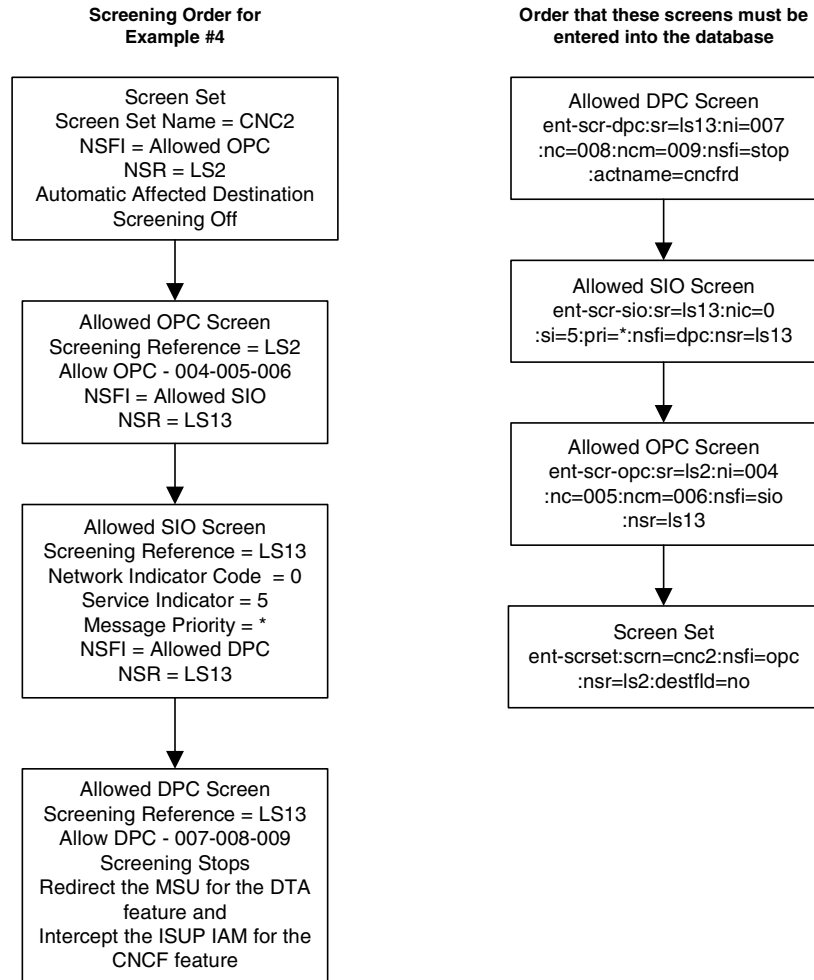 Screening Order for
Example #4
Screen Set
Screen Set Name = CNC2
NSFI = Allowed OPC
NSR = LS2
Automatic Affected Destination
Screening Off
Allowed OPC Screen
Screening Reference = LS2
Allow OPC - 004-005-006
NSFI = Allowed SIO
NSR = LS13
Allowed SIO Screen
Screening Reference = LS13
Network Indicator Code = 0
Service Indicator = 5
Message Priority = *
NSFI = Allowed DPC
NSR = LS13
Allowed DPC Screen
Screening Reference = LS13
Allow DPC - 007-008-009
Screening Stops
Redirect the MSU for the DTA
feature and
Intercept the ISUP IAM for the
CNCF feature
Order that these screens must be
entered into the database
Allowed DPC Screen
ent-scr-dpc:sr=ls13:ni=007
:nc=008:ncm=009:nsfi=stop
:actname=cncfrd
Allowed SIO Screen
ent-scr-sio:sr=ls13:nic=0
:si=5:pri=*:nsfi=dpc:nsr=ls13
Allowed OPC Screen
ent-scr-opc:sr=ls2:ni=004
:nc=005:ncm=006:nsfi=sio
:nsr=ls13
Screen Set
ent-scrset:scrn=cnc2:nsfi=opc
:nsr=ls2:destfld=no